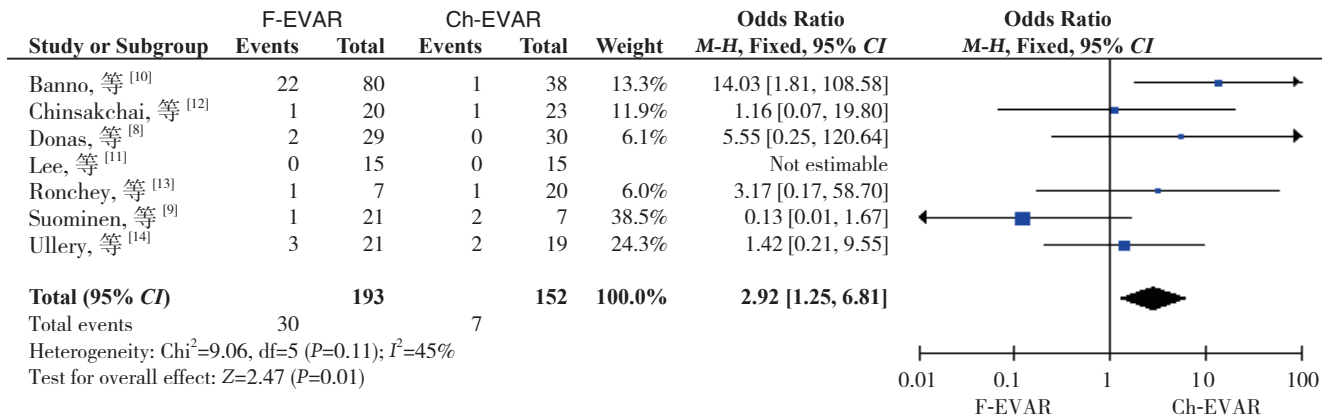 F-EVAR Ch-EVAR Odds Ratio Odds Ratio
Study or Subgroup Events Total Events Total Weight M-H, Fixed, 95% CI M-H, Fixed, 95% CI
Banno, 等 [10] 22 80 1 38 13.3% 14.03 [1.81, 108.58]
Chinsakchai, 等 [12] 1 20 1 23 11.9% 1.16 [0.07, 19.80]
Donas, 等 [8] 2 29 0 30 6.1% 5.55 [0.25, 120.64]
Lee, 等 [11] 0 15 0 15 Not estimable
Ronchey, 等 [13] 1 7 1 20 6.0% 3.17 [0.17, 58.70]
Suominen, 等 [9] 1 21 2 7 38.5% 0.13 [0.01, 1.67]
Ullery, 等 [14] 3 21 2 19 24.3% 1.42 [0.21, 9.55]
Total (95% CI) 193 152 100.0% 2.92 [1.25, 6.81]
Total events 30 7
Heterogeneity: Chi²=9.06, df=5 (P=0.11); I²=45%
Test for overall effect: Z=2.47 (P=0.01)
0.01 0.1 1 10 100
F-EVAR Ch-EVAR